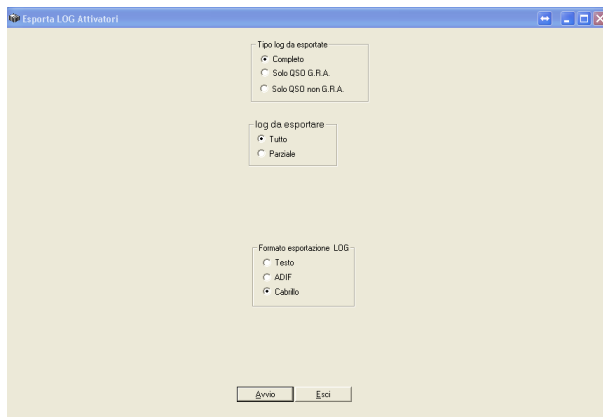 Esporta LOG Attivatori
Tipo log da esportate
Completo
Solo QSO G.R.A.
Solo QSO non G.R.A.
log da esportare
Tutto
Parziale
Formato esportazione LOG
Testo
ADIF
Cabrillo
Avvio Esci